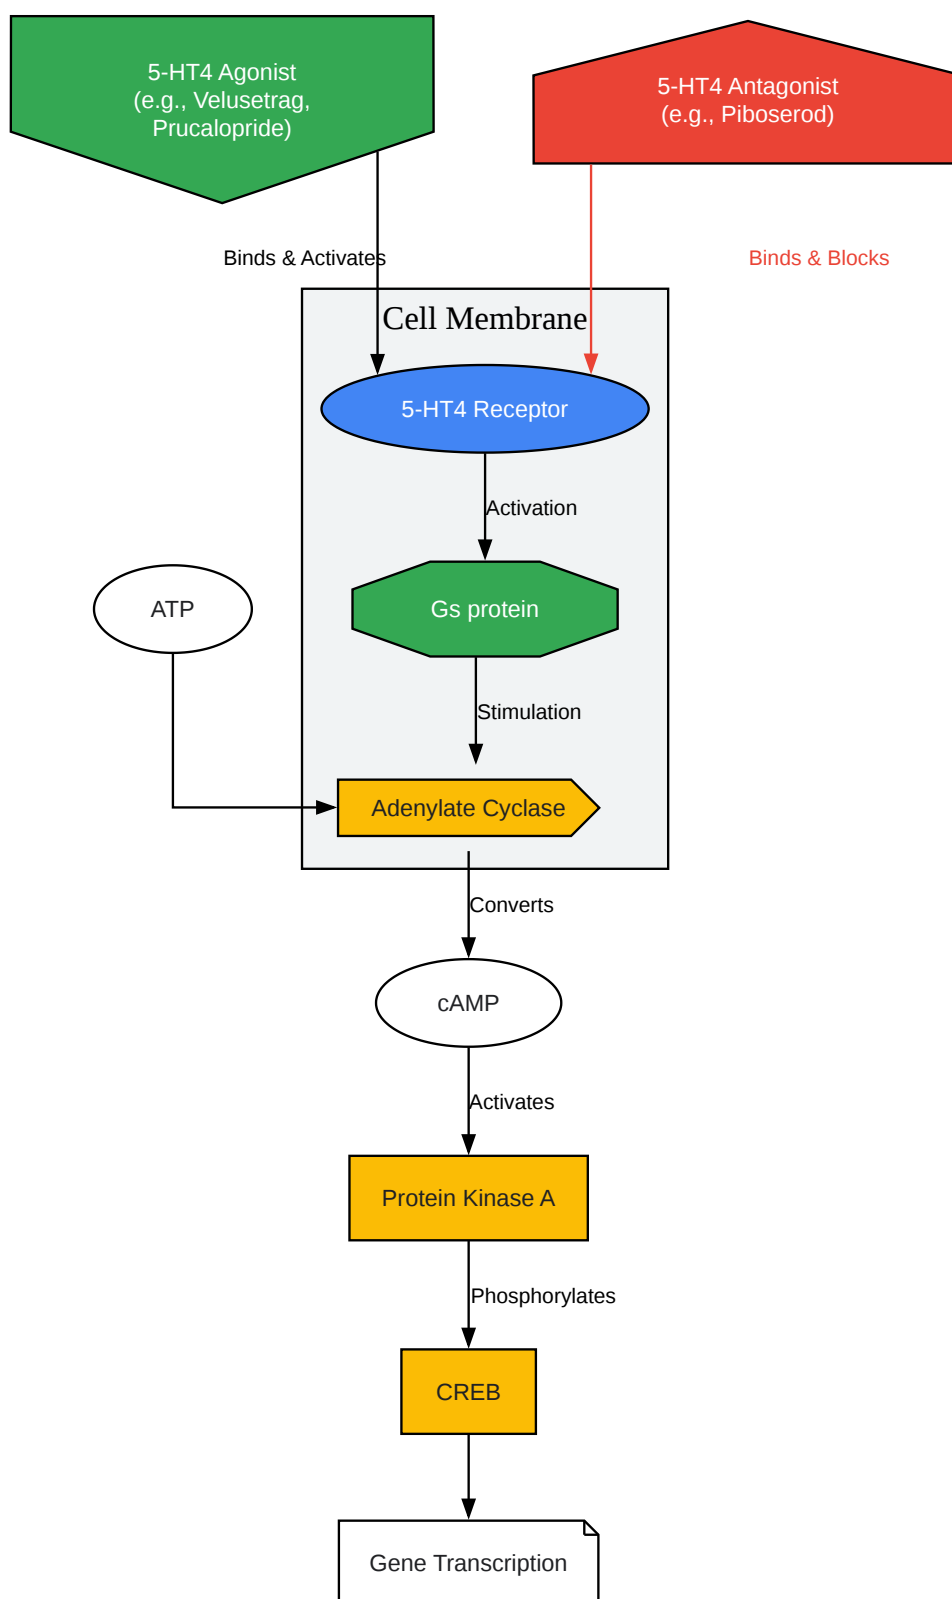 5-HT4 Agonist
(e.g., Velusetrag,
Prucalopride)
5-HT4 Antagonist
(e.g., Piboserod)
Binds & Activates
Binds & Blocks
Cell Membrane
5-HT4 Receptor
Activation
ATP
Gs protein
Stimulation
Adenylate Cyclase
Converts
cAMP
Activates
Protein Kinase A
Phosphorylates
CREB
Gene Transcription